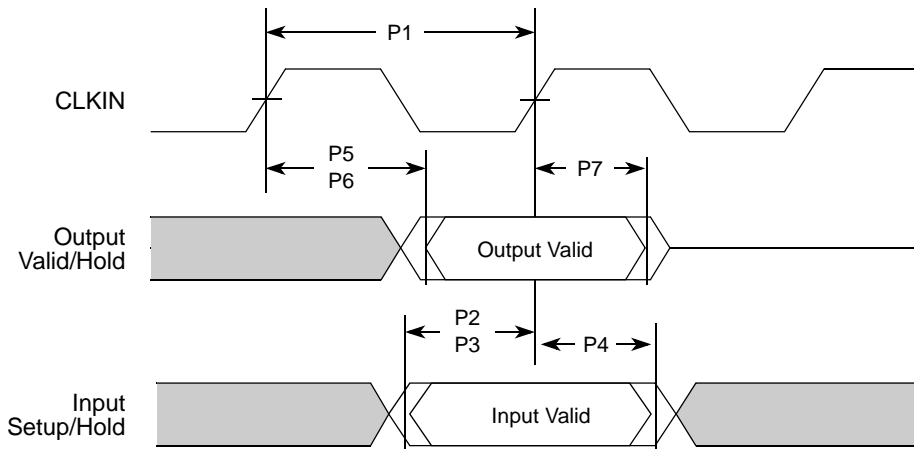 P1
CLKIN
P5
P6
P7
Output
Valid/Hold
Output Valid
P2
P3
P4
Input
Setup/Hold
Input Valid